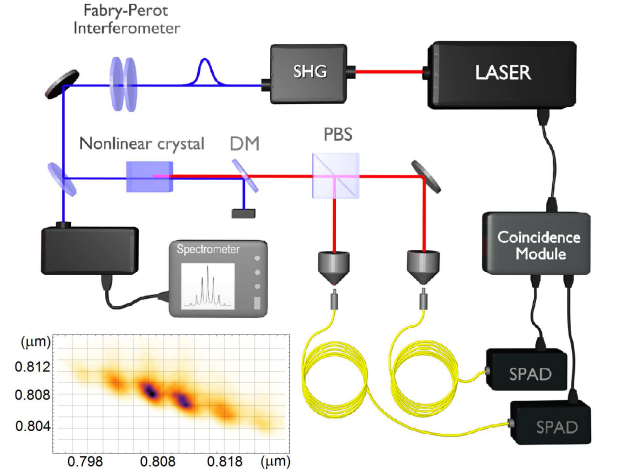 Fabry-Perot
Interferometer
SHG
LASER
Nonlinear crystal
DM
PBS
Coincidence
Module
Spectrometer
(μm)
0.812
0.808
0.804
0.798
0.808
0.818
(μm)
SPAD
SPAD